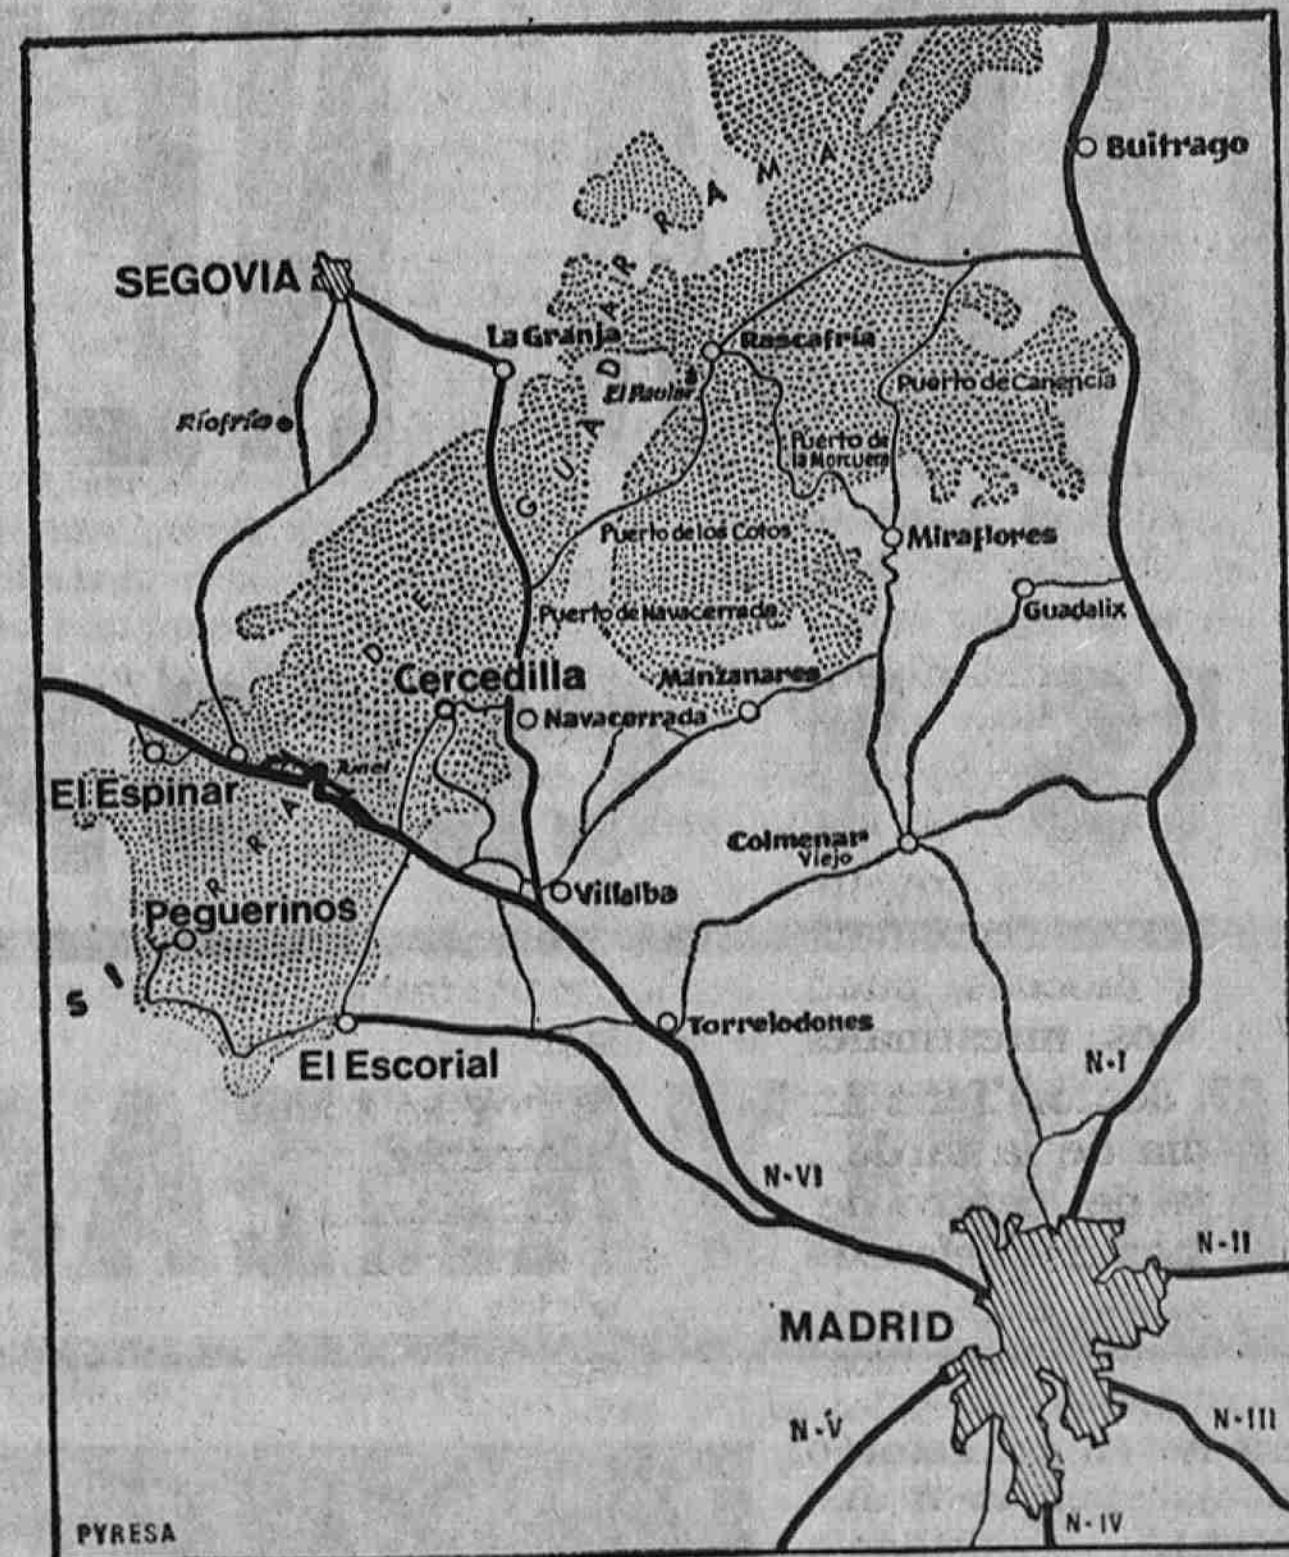 Buitrago
SEGOVIA
La Granja
Rascafría
El Paular
Puerto de Canencia
Ríofrío
Puerto de
la Morcuera
Puerto de los Cotos
Miraflores
Puerto de Navacerrada
Guadalix
Cercedilla
Manzanares
Navacerrada
El Espinar
SIERRA DE GUADARRAMA
Colmenar
Viejo
Villalba
Peguerinos
Torrelodones
El Escorial
N-I
N-VI
N-II
MADRID
N-V
N-III
N-IV
PYRESA